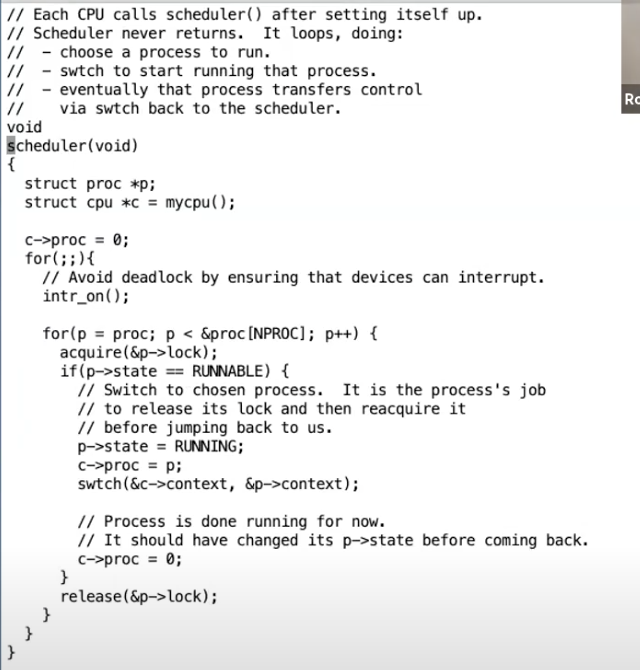 // Each CPU calls scheduler() after setting itself up.
// Scheduler never returns.  It loops, doing:
//  - choose a process to run.
//  - swtch to start running that process.
//  - eventually that process transfers control
//    via swtch back to the scheduler.
void
scheduler(void)
{
  struct proc *p;
  struct cpu *c = mycpu();

  c->proc = 0;
  for(;;){
    // Avoid deadlock by ensuring that devices can interrupt.
    intr_on();

    for(p = proc; p < &proc[NPROC]; p++) {
      acquire(&p->lock);
      if(p->state == RUNNABLE) {
        // Switch to chosen process.  It is the process's job
        // to release its lock and then reacquire it
        // before jumping back to us.
        p->state = RUNNING;
        c->proc = p;
        swtch(&c->context, &p->context);

        // Process is done running for now.
        // It should have changed its p->state before coming back.
        c->proc = 0;
      }
      release(&p->lock);
    }
  }
}